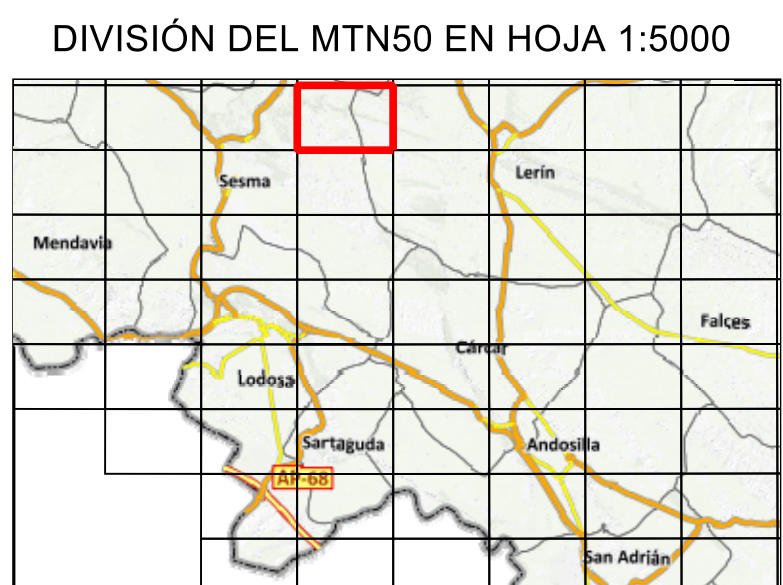 DIVISIÓN DEL MTN50 EN HOJA 1:5000
Lerín
Sesma
Mendavia
Falces
Cárcar
Lodosa
Sartaguda
Andosilla
AP-68
San Adrián